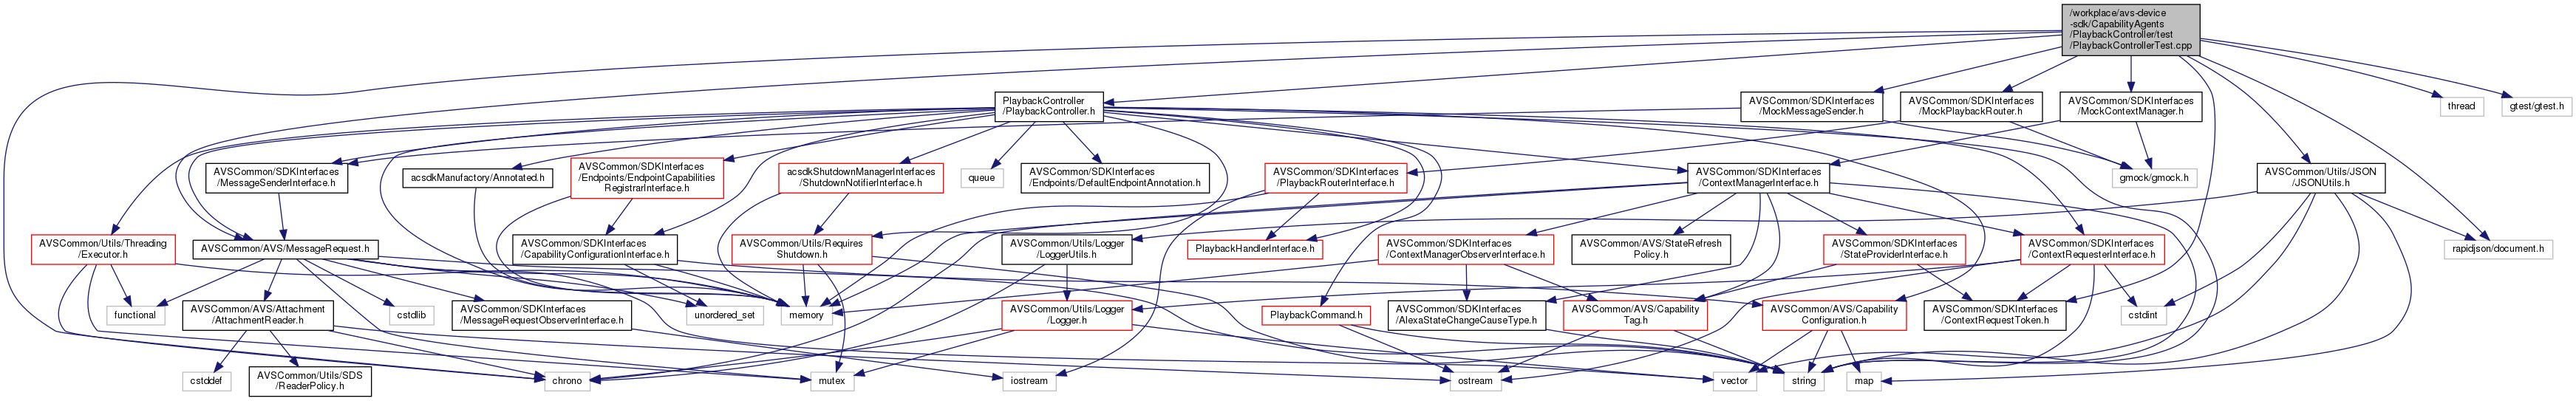 /workplace/avs-device
-sdk/CapabilityAgents
/PlaybackController/test
/PlaybackControllerTest.cpp
PlaybackController
/PlaybackController.h
AVSCommon/SDKInterfaces
/MockMessageSender.h
AVSCommon/SDKInterfaces
/MockPlaybackRouter.h
AVSCommon/SDKInterfaces
/MockContextManager.h
thread
gtest/gtest.h
AVSCommon/SDKInterfaces
/MessageSenderInterface.h
acsdkManufactory/Annotated.h
AVSCommon/SDKInterfaces
/Endpoints/EndpointCapabilities
RegistrarInterface.h
acsdkShutdownManagerInterfaces
/ShutdownNotifierInterface.h
queue
AVSCommon/SDKInterfaces
/Endpoints/DefaultEndpointAnnotation.h
AVSCommon/SDKInterfaces
/PlaybackRouterInterface.h
AVSCommon/SDKInterfaces
/ContextManagerInterface.h
gmock/gmock.h
AVSCommon/Utils/JSON
/JSONUtils.h
AVSCommon/Utils/Threading
/Executor.h
AVSCommon/AVS/MessageRequest.h
AVSCommon/SDKInterfaces
/CapabilityConfigurationInterface.h
AVSCommon/Utils/Requires
Shutdown.h
AVSCommon/Utils/Logger
/LoggerUtils.h
PlaybackHandlerInterface.h
AVSCommon/SDKInterfaces
/ContextManagerObserverInterface.h
AVSCommon/AVS/StateRefresh
Policy.h
AVSCommon/SDKInterfaces
/StateProviderInterface.h
AVSCommon/SDKInterfaces
/ContextRequesterInterface.h
rapidjson/document.h
functional
AVSCommon/AVS/Attachment
/AttachmentReader.h
cstdlib
AVSCommon/SDKInterfaces
/MessageRequestObserverInterface.h
unordered_set
memory
AVSCommon/Utils/Logger
/Logger.h
PlaybackCommand.h
AVSCommon/SDKInterfaces
/AlexaStateChangeCauseType.h
AVSCommon/AVS/Capability
Tag.h
AVSCommon/AVS/Capability
Configuration.h
AVSCommon/SDKInterfaces
/ContextRequestToken.h
cstdint
cstddef
AVSCommon/Utils/SDS
/ReaderPolicy.h
chrono
mutex
iostream
ostream
vector
string
map